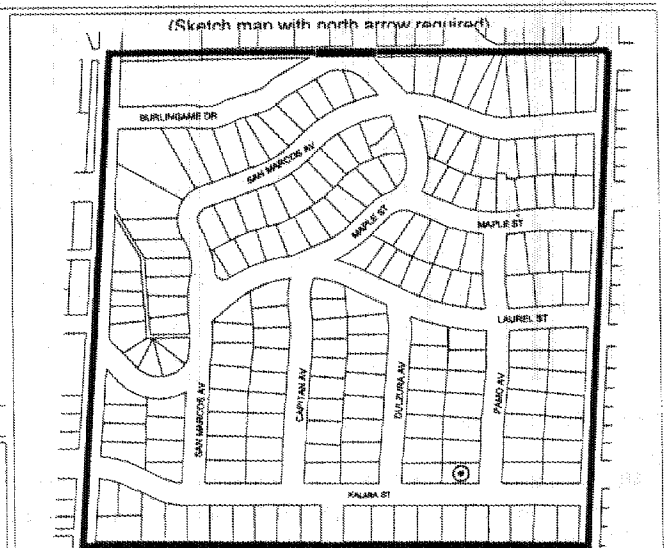 (Sketch map with north arrow required)
BURLINGAME DR
SAN MARCOS AV
MAPLE ST
MAPLE ST
LAUREL ST
SAN MARCOS AV
CAPITAN AV
DULZURA AV
PAMO AV
KALMIA ST